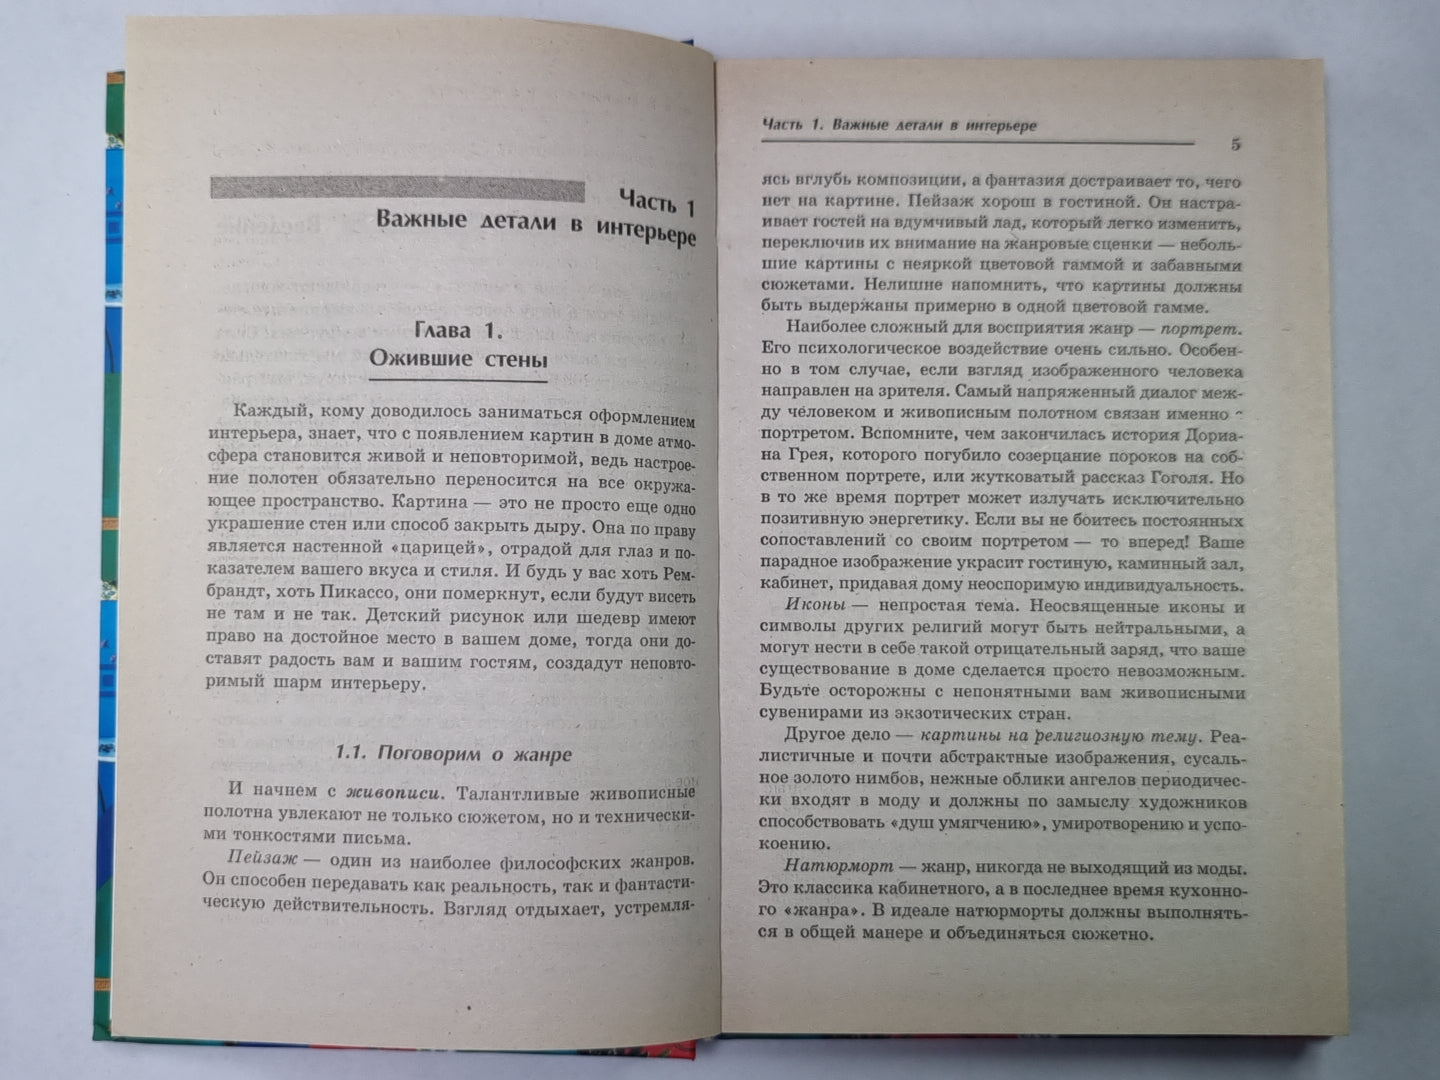 Часть 1
Важные детали в интерьере
Глава 1.
Ожившие стены
Каждый, кому доводилось заниматься оформлением
интерьера, знает, что с появлением картин в доме атмо-
сфера становится живой и неповторимой, ведь настрое-
ние полотен обязательно переносится на все окружа-
ющее пространство. Картина — это не просто еще одно
украшение стен или способ закрыть дыру. Она по праву
является настенной «царицей», отрадой для глаз и по-
казателем вашего вкуса и стиля. И будь у вас хоть Рем-
брандт, хоть Пикассо, они померкнут, если будут висеть
не там и не так. Детский рисунок или шедевр имеют
право на достойное место в вашем доме, тогда они до-
ставят радость вам и вашим гостям, создадут неповто-
римый шарм интерьеру.
1.1. Поговорим о жанре
И начнем с живописи. Талантливые живописные
полотна увлекают не только сюжетом, но и технически-
ми тонкостями письма.
Пейзаж — один из наиболее философских жанров.
Он способен передавать как реальность, так и фантасти-
ческую действительность. Взгляд отдыхает, устремля-
Часть 1. Важные детали в интерьере
5
ясь вглубь композиции, а фантазия достраивает то, чего
нет на картине. Пейзаж хорош в гостиной. Он настра-
ивает гостей на вдумчивый лад, который легко изменить,
переключив их внимание на жанровые сценки — неболь-
шие картины с неяркой цветовой гаммой и забавными
сюжетами. Нелишне напомнить, что картины должны
быть выдержаны примерно в одной цветовой гамме.
Наиболее сложный для восприятия жанр — портрет.
Его психологическое воздействие очень сильно. Особен-
но в том случае, если взгляд изображенного человека
направлен на зрителя. Самый напряженный диалог меж-
ду человеком и живописным полотном связан именно с
портретом. Вспомните, чем закончилась история Дориа-
на Грея, которого погубило созерцание пороков на соб-
ственном портрете, или жутковатый рассказ Гоголя. Но
в то же время портрет может излучать исключительно
позитивную энергетику. Если вы не боитесь постоянных
сопоставлений со своим портретом — то вперед! Ваше
парадное изображение украсит гостиную, каминный зал,
кабинет, придавая дому неоспоримую индивидуальность.
Иконы — непростая тема. Неосвященные иконы и
символы других религий могут быть нейтральными, а
могут нести в себе такой отрицательный заряд, что ваше
существование в доме сделается просто невозможным.
Будьте осторожны с непонятными вам живописными
сувенирами из экзотических стран.
Другое дело — картины на религиозную тему. Реа-
листичные и почти абстрактные изображения, сусаль-
ное золото нимбов, нежные облики ангелов периодичес-
ки входят в моду и должны по замыслу художников
способствовать «душ умягчению», умиротворению и успо-
коению.
Натюрморт — жанр, никогда не выходящий из моды.
Это классика кабинетного, а в последнее время кухонно-
го «жанра». В идеале натюрморты должны выполнять-
ся в общей манере и объединяться сюжетно.